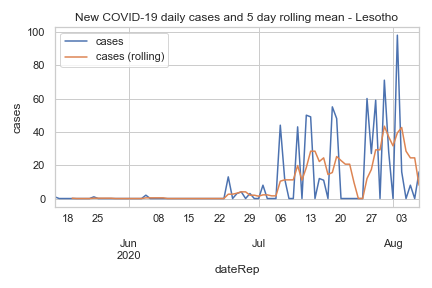 New COVID-19 daily cases and 5 day rolling mean - Lesotho
cases
cases (rolling)
cases
100
80
60
40
20
0
18 25 08 15 22 29 06 13 20 27 03
Jun Jul Aug
2020
dateRep